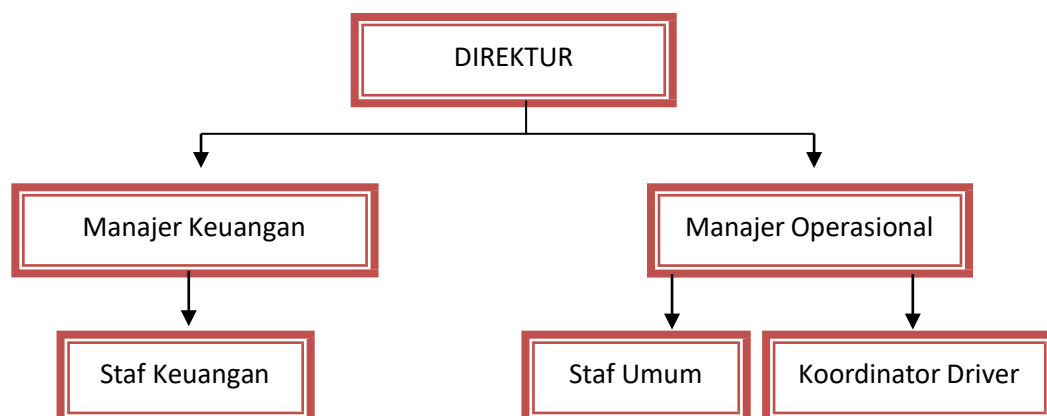 DIREKTUR
Manajer Keuangan
Manajer Operasional
Staf Keuangan
Staf Umum
Koordinator Driver